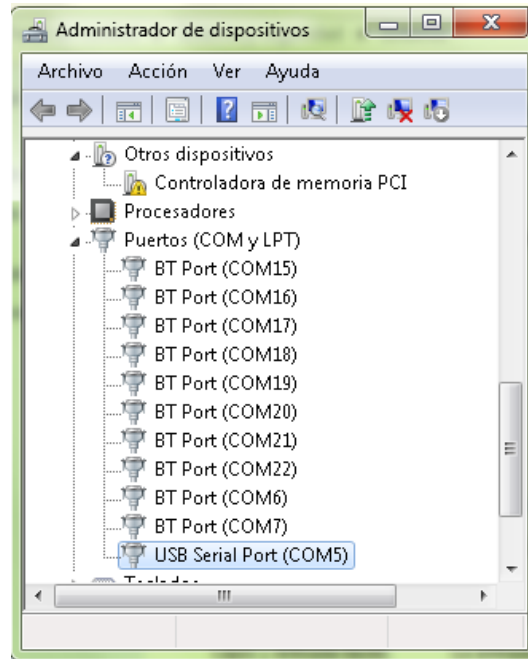 Administrador de dispositivos
Archivo Acción Ver Ayuda
Otros dispositivos
Controladora de memoria PCI
Procesadores
Puertos (COM y LPT)
BT Port (COM15)
BT Port (COM16)
BT Port (COM17)
BT Port (COM18)
BT Port (COM19)
BT Port (COM20)
BT Port (COM21)
BT Port (COM22)
BT Port (COM6)
BT Port (COM7)
USB Serial Port (COM5)